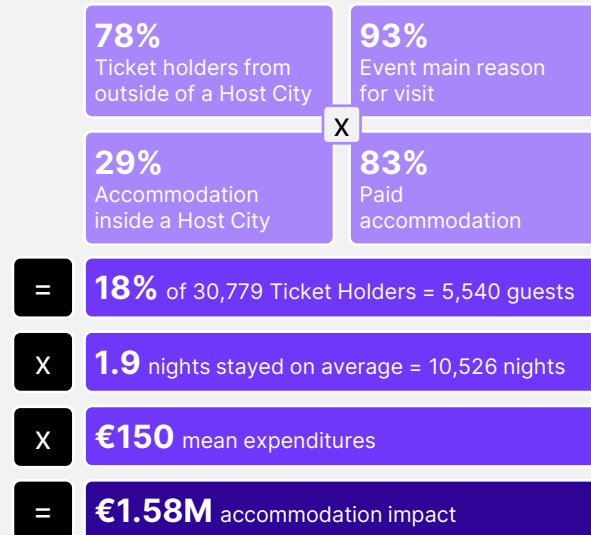 78%
Ticket holders from
outside of a Host City
93%
Event main reason
for visit
x
29%
Accommodation
inside a Host City
83%
Paid
accommodation
= 18% of 30,779 Ticket Holders = 5,540 guests
x 1.9 nights stayed on average = 10,526 nights
x €150 mean expenditures
= €1.58M accommodation impact